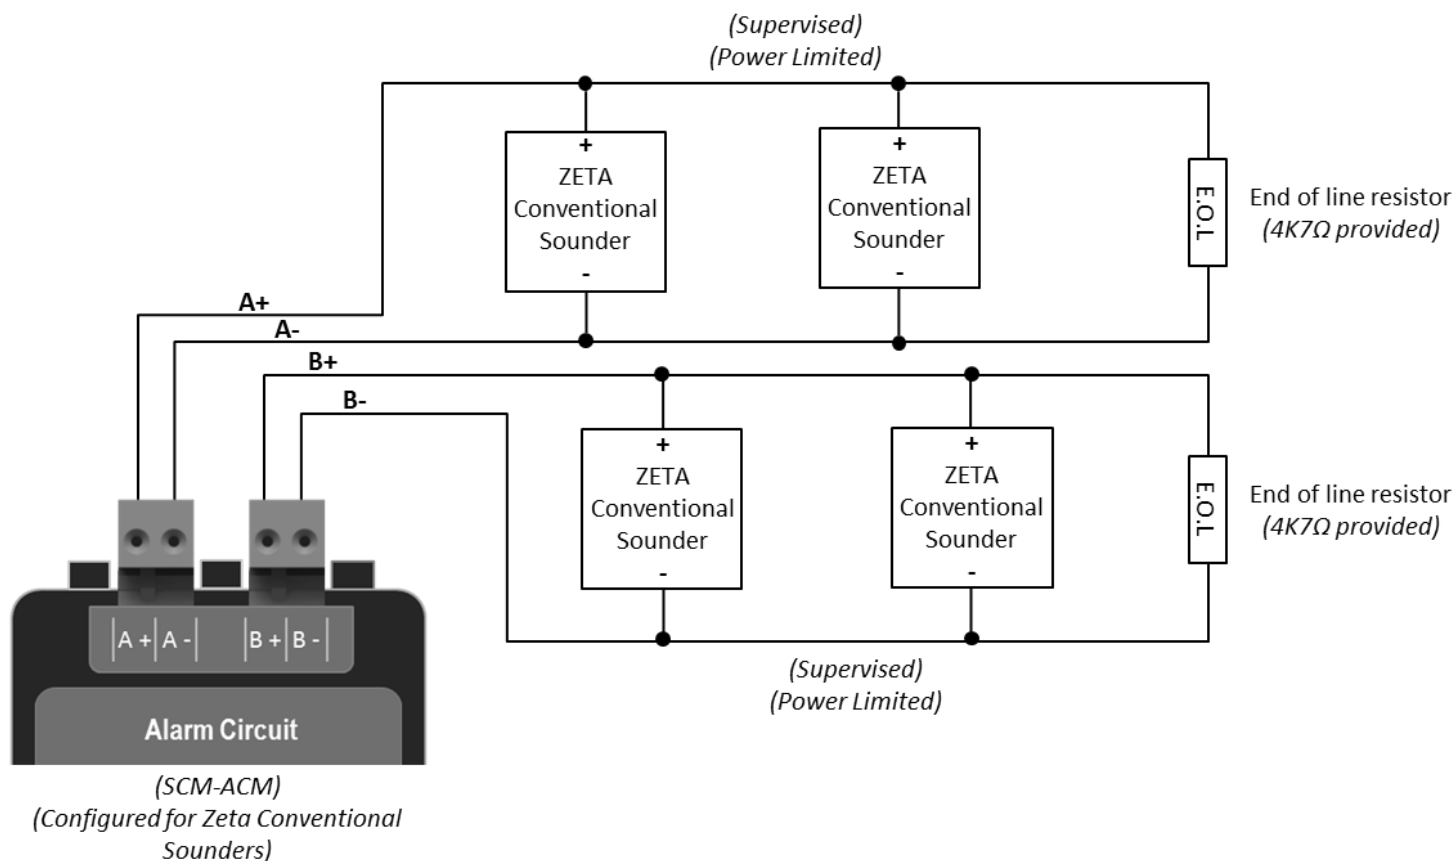 (Supervised)
(Power Limited)
+
ZETA
Conventional
Sounder
-
+
ZETA
Conventional
Sounder
-
E.O.L
End of line resistor
(4K7Ω provided)
A+
A-
B+
B-
+
ZETA
Conventional
Sounder
-
+
ZETA
Conventional
Sounder
-
E.O.L
End of line resistor
(4K7Ω provided)
A + A - B + B -
(Supervised)
(Power Limited)
Alarm Circuit
(SCM-ACM)
(Configured for Zeta Conventional
Sounders)